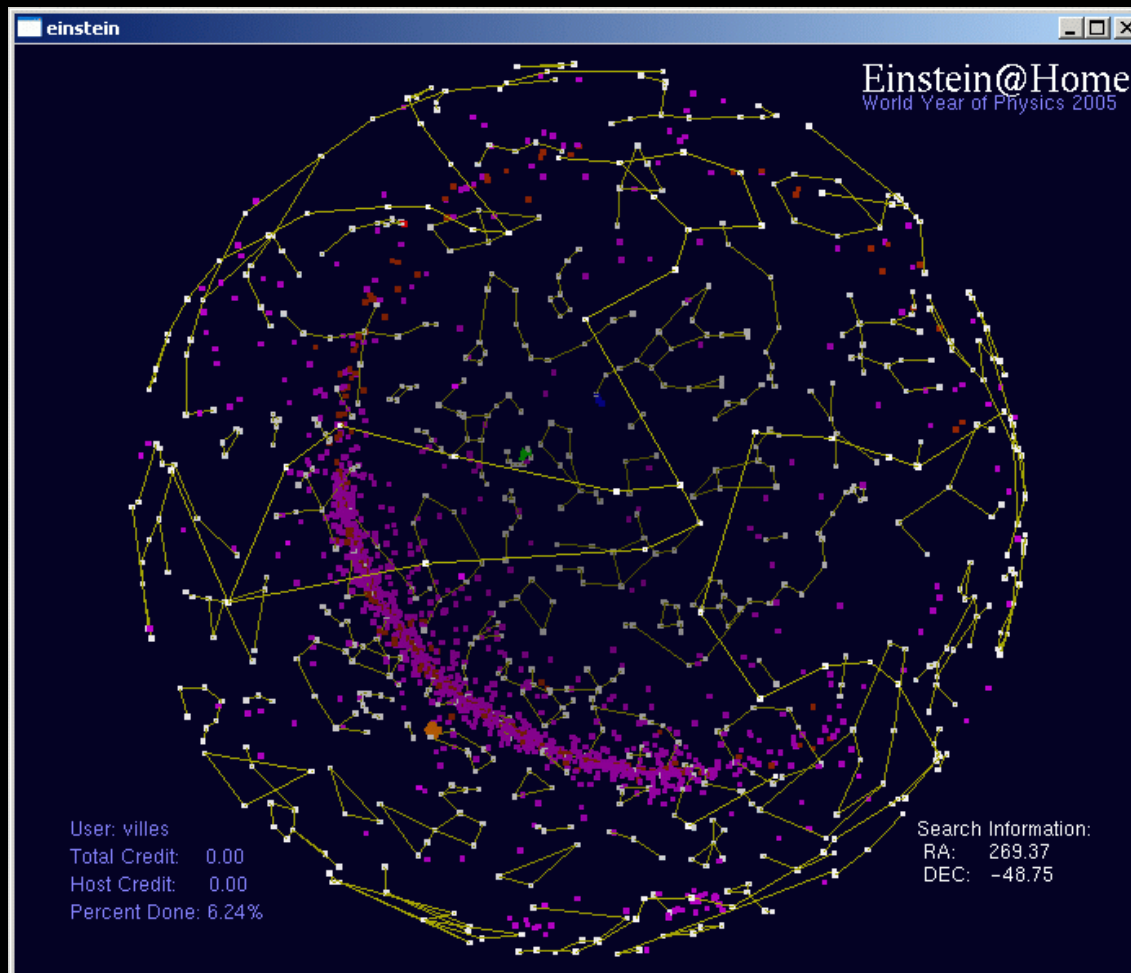 einstein
Einstein@Home
World Year of Physics 2005
User: villes
Total Credit: 0.00
Host Credit: 0.00
Percent Done: 6.24%
Search Information:
RA: 269.37
DEC: -48.75